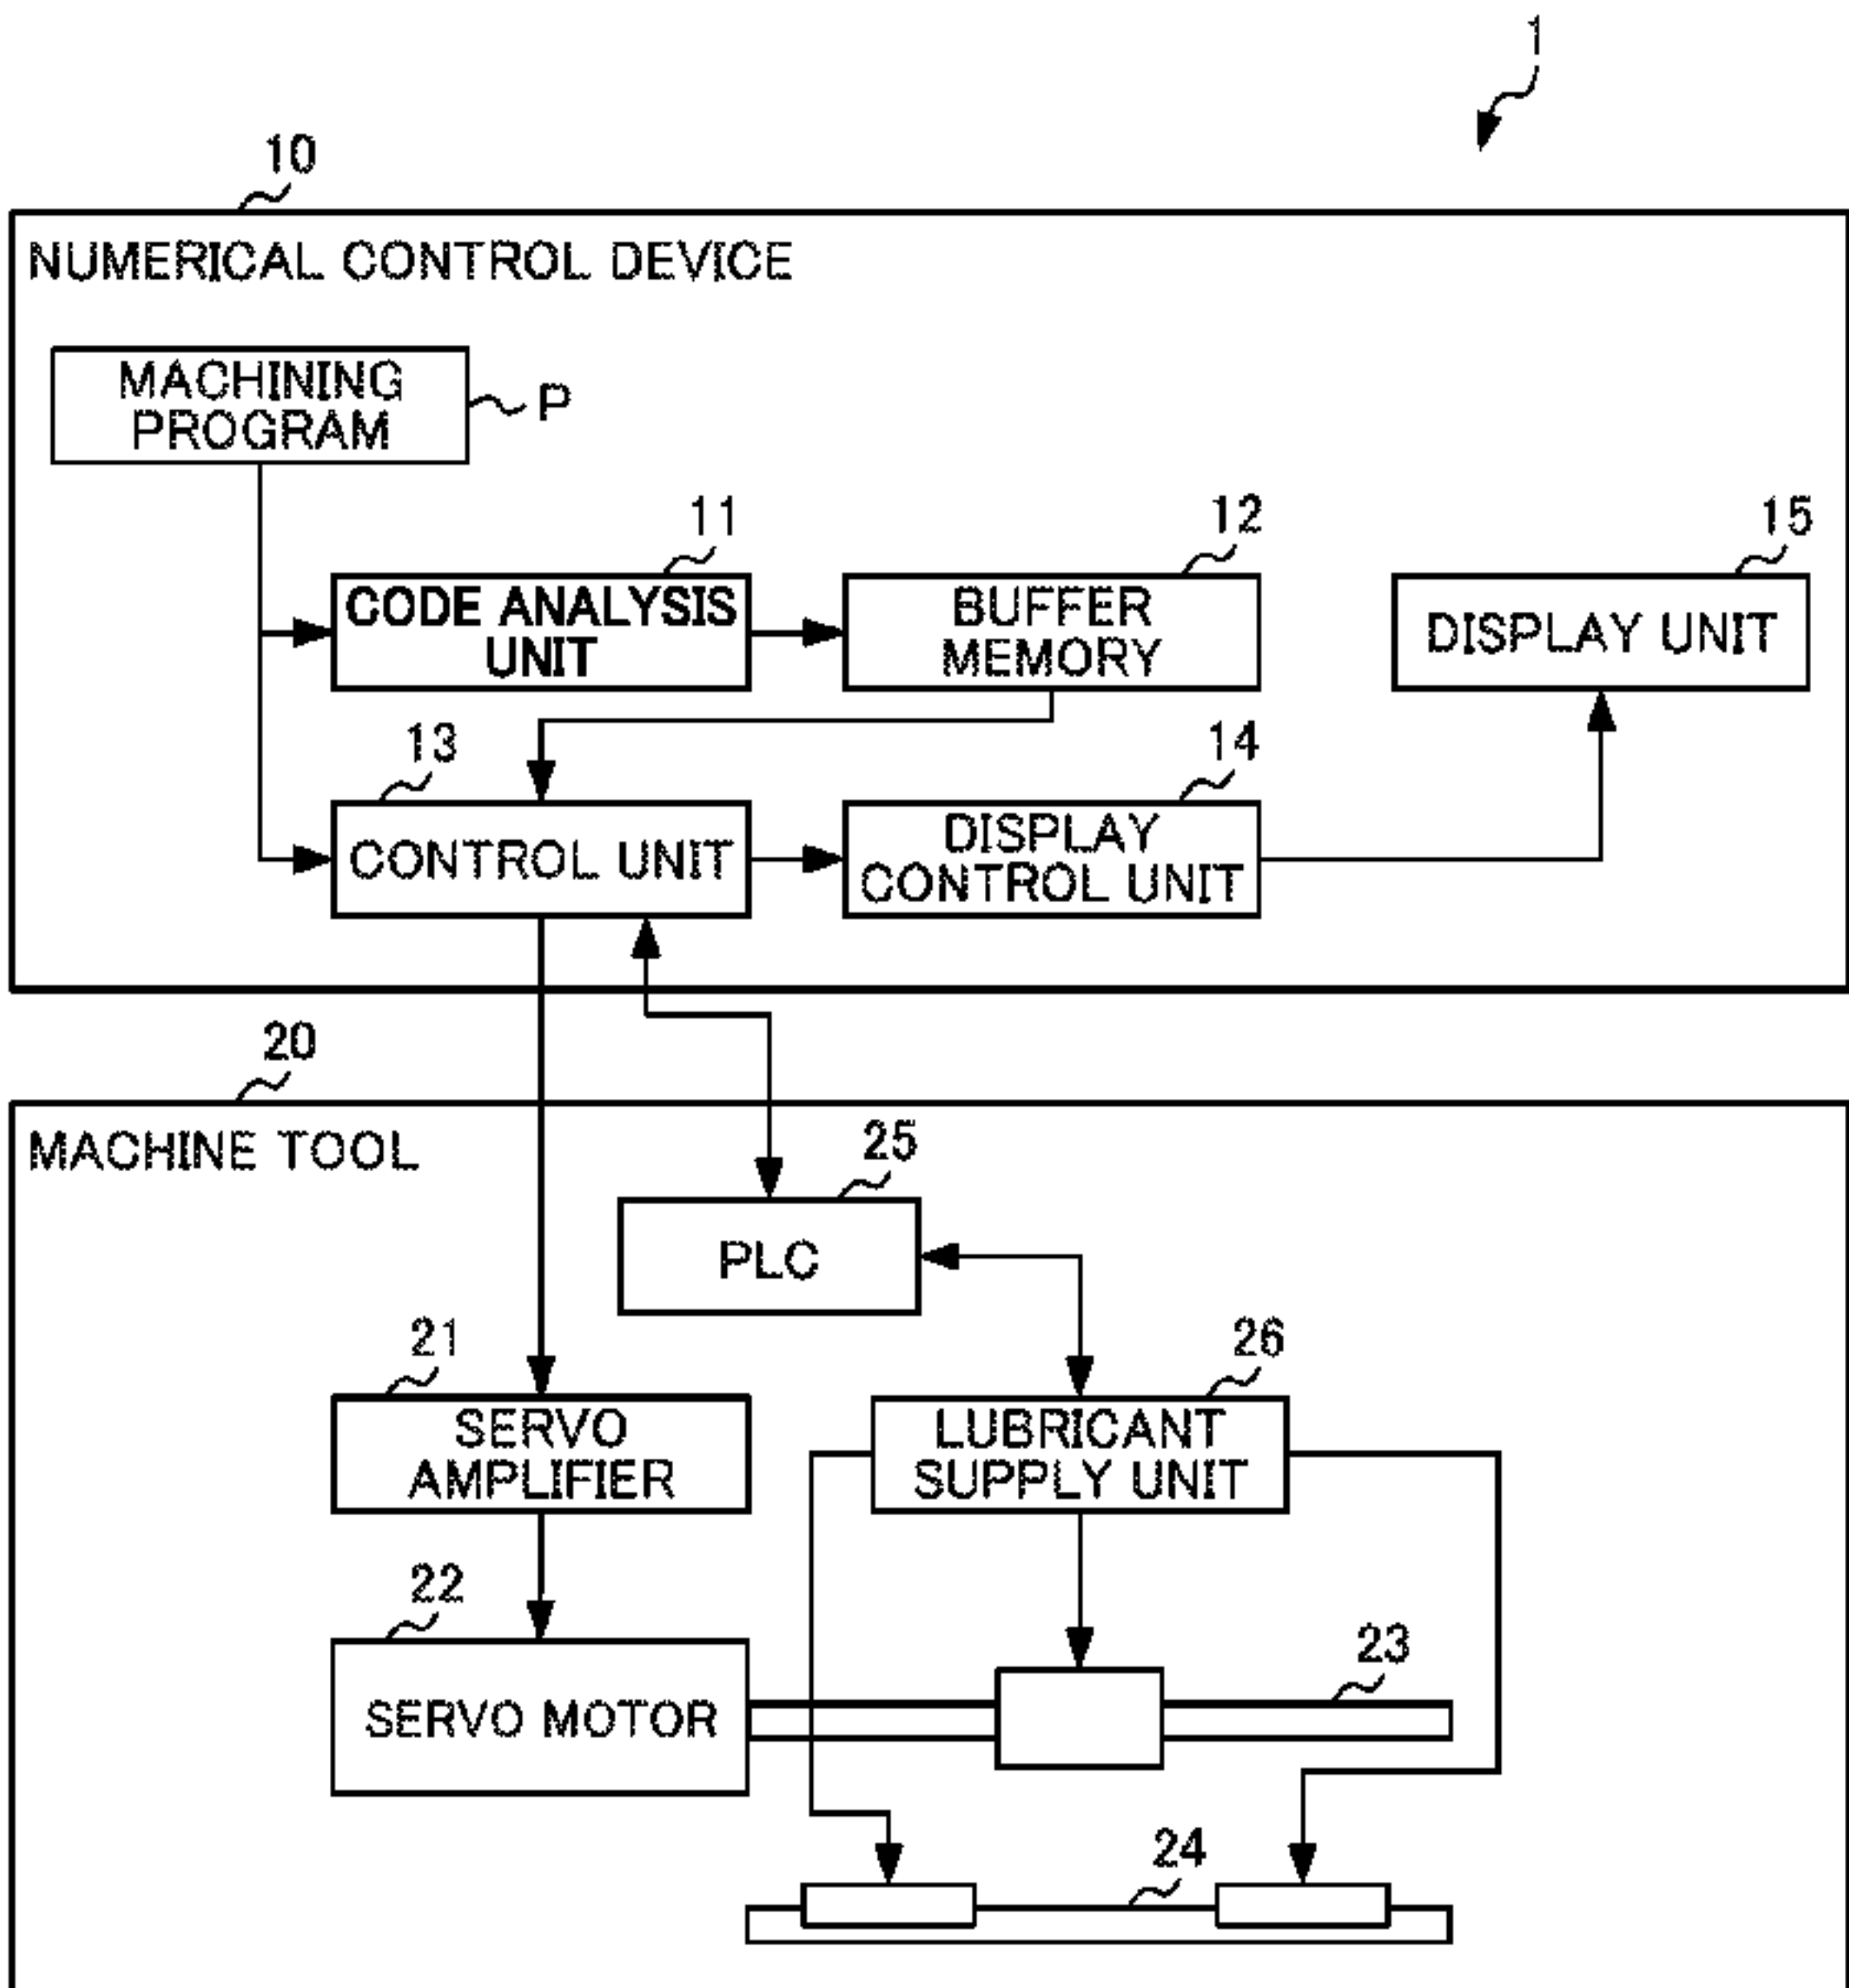 1
10
NUMERICAL CONTROL DEVICE
MACHINING
PROGRAM
P
11
12
15
CODE ANALYSIS
UNIT
BUFFER
MEMORY
DISPLAY UNIT
13
14
CONTROL UNIT
DISPLAY
CONTROL UNIT
20
MACHINE TOOL
25
PLC
21
26
SERVO
AMPLIFIER
LUBRICANT
SUPPLY UNIT
22
23
SERVO MOTOR
24